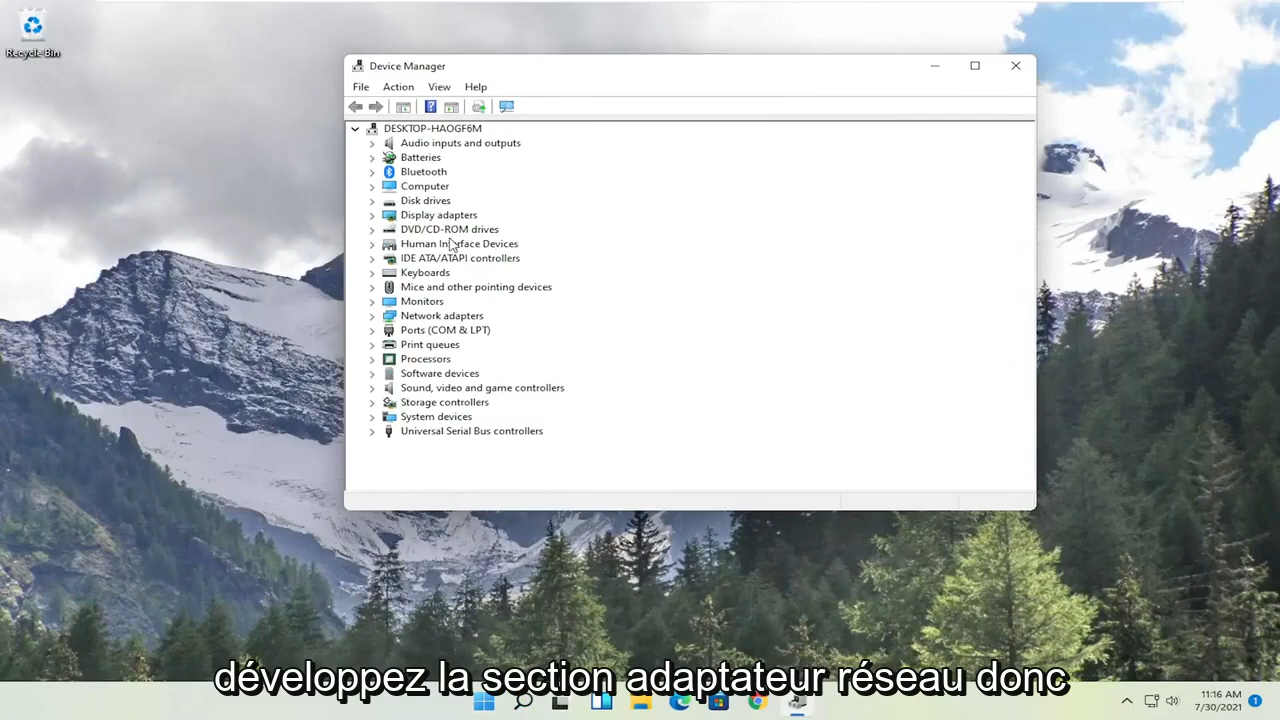 Recycle Bin
Device Manager
File Action View Help
DESKTOP-HAOGF6M
Audio inputs and outputs
Batteries
Bluetooth
Computer
Disk drives
Display adapters
DVD/CD-ROM drives
Human Interface Devices
IDE ATA/ATAPI controllers
Keyboards
Mice and other pointing devices
Monitors
Network adapters
Ports (COM & LPT)
Print queues
Processors
Software devices
Sound, video and game controllers
Storage controllers
System devices
Universal Serial Bus controllers
développez la section adaptateur réseau donc
11:16 AM
7/30/2021
1